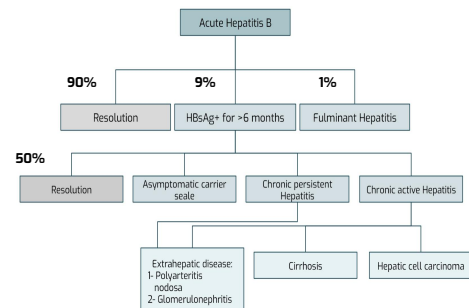 Acute Hepatitis B
90%
9%
1%
Resolution
HBsAg+ for >6 months
Fulminant Hepatitis
50%
Resolution
Asymptomatic carrier
seale
Chronic persistent
Hepatitis
Chronic active Hepatitis
Extrahepatic disease:
1- Polyarteritis
nodosa
2- Glomerulonephritis
Cirrhosis
Hepatic cell carcinoma